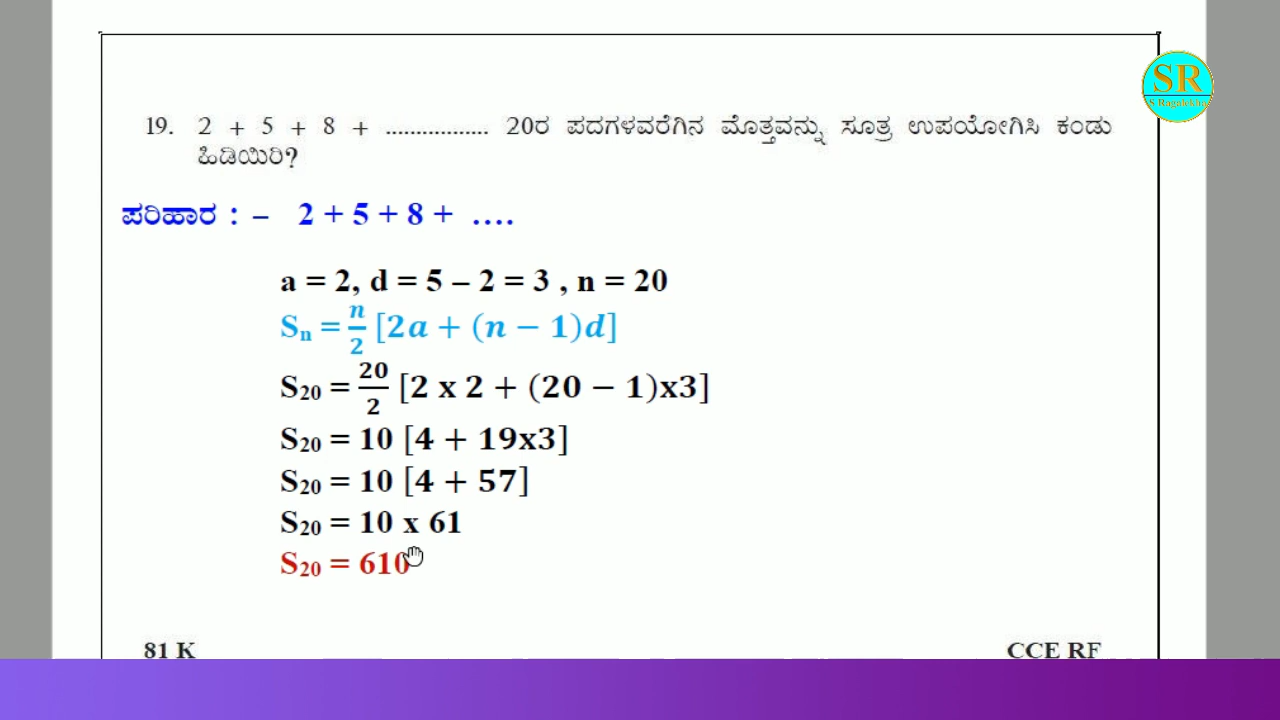 SR
S Ragalekha
19. 2 + 5 + 8 + ................. 20ರ ಪದಗಳವರೆಗಿನ ಮೊತ್ತವನ್ನು ಸೂತ್ರ ಉಪಯೋಗಿಸಿ ಕಂಡು
ಹಿಡಿಯಿರಿ?
ಪರಿಹಾರ : – 2 + 5 + 8 + ….
a = 2, d = 5 – 2 = 3 , n = 20
Sn = n/2 [2a + (n − 1)d]
S20 = 20/2 [2 x 2 + (20 − 1)x3]
S20 = 10 [4 + 19x3]
S20 = 10 [4 + 57]
S20 = 10 x 61
S20 = 610
81 K CCE RF